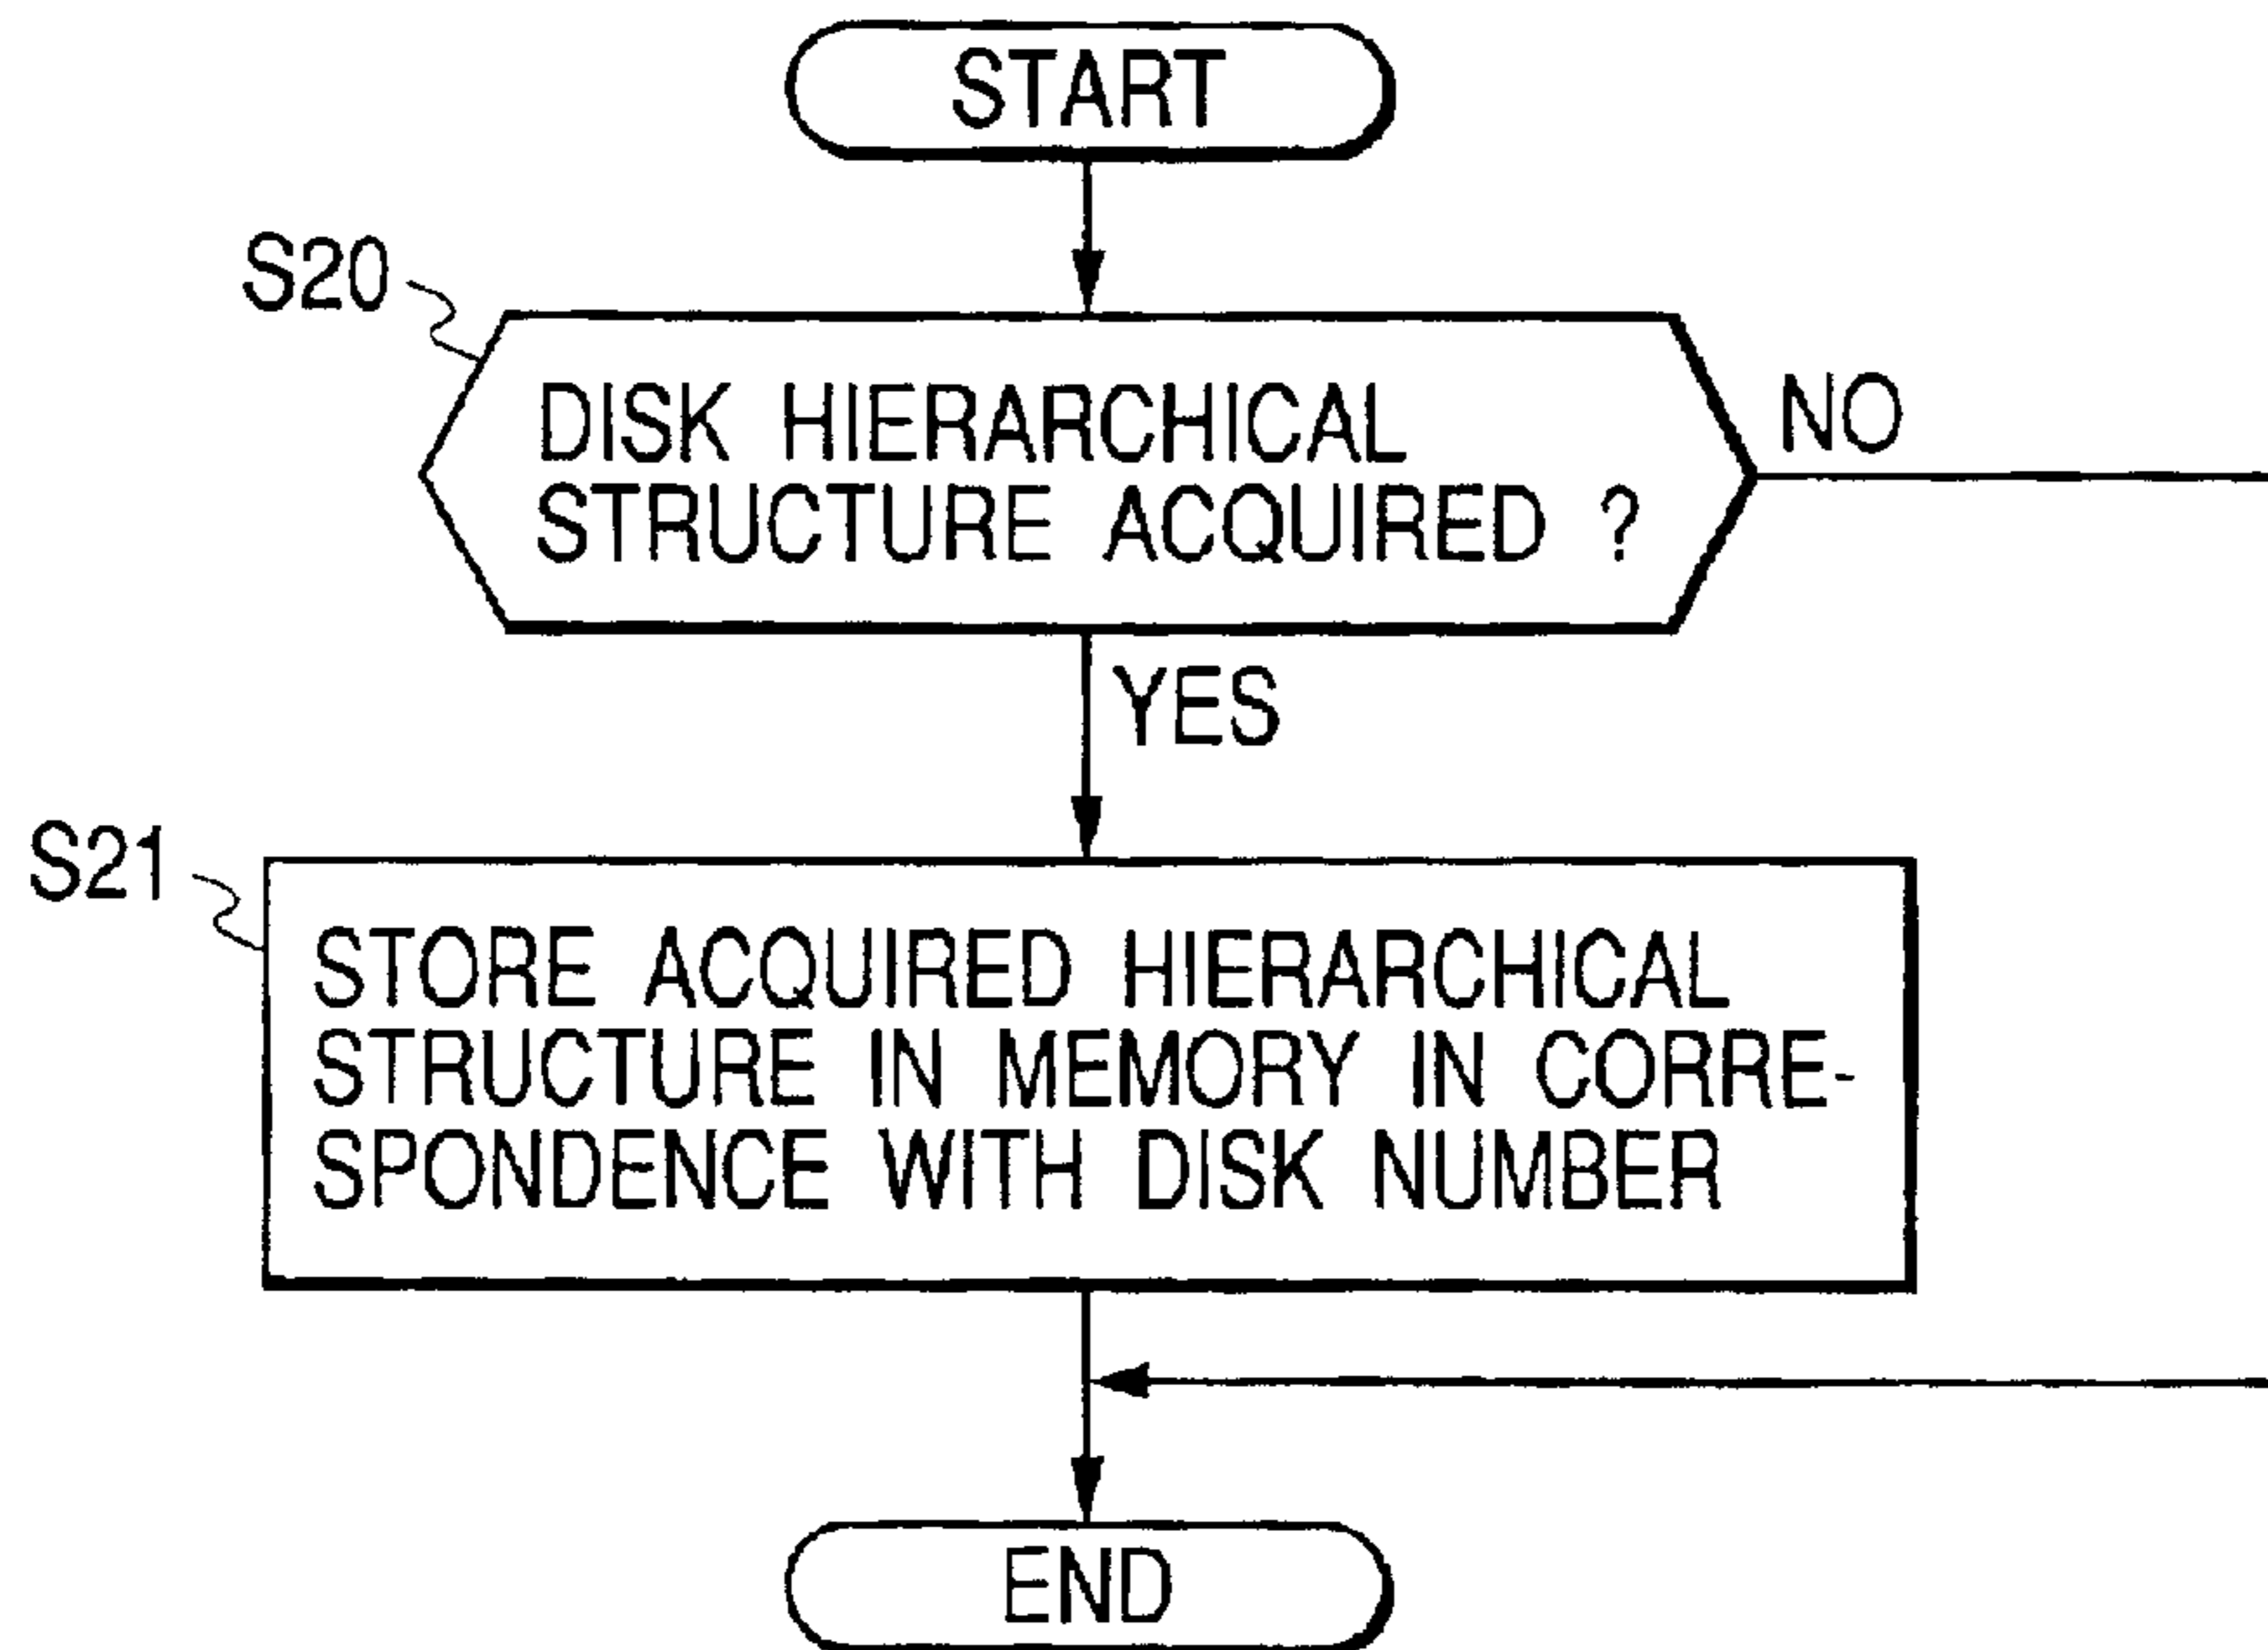 START
S20
DISK HIERARCHICAL
STRUCTURE ACQUIRED ?
NO
YES
S21
STORE ACQUIRED HIERARCHICAL
STRUCTURE IN MEMORY IN CORRE-
SPONDENCE WITH DISK NUMBER
END